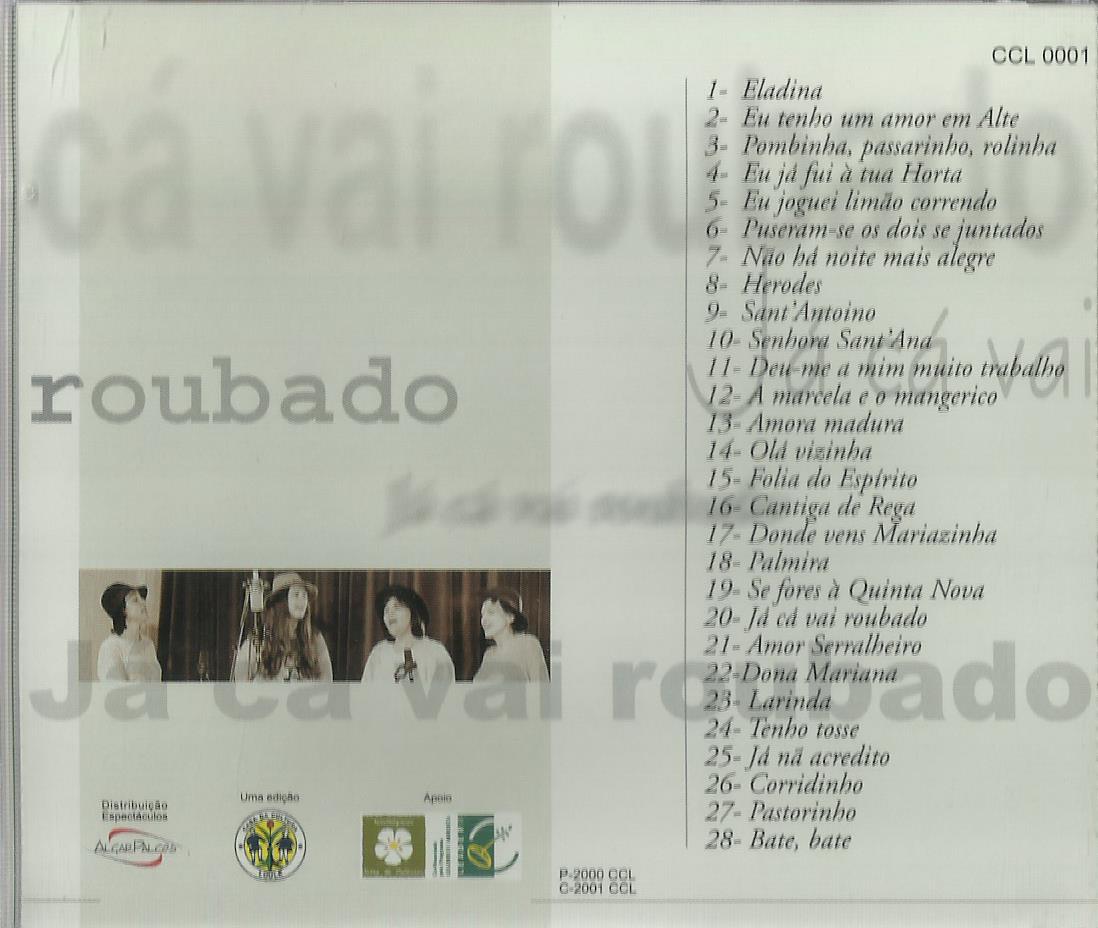 CCL 0001
cá vai roubado
1- Eladina
2- Eu tenho um amor em Alte
3- Pombinha, passarinho, rolinha
4- Eu já fui à tua Horta
5- Eu joguei limão correndo
6- Puseram-se os dois se juntados
7- Não há noite mais alegre
8- Herodes
9- Sant'Antoino
10- Senhora Sant'Ana
11- Deu-me a mim muito trabalho
12- A marcela e o mangerico
13- Amora madura
14- Olá vizinha
15- Folia do Espírito
16- Cantiga de Rega
17- Donde vens Mariazinha
18- Palmira
19- Se fores à Quinta Nova
20- Já cá vai roubado
21- Amor Serralheiro
22-Dona Mariana
23- Larinda
24- Tenho tosse
25- Já nã acredito
26- Corridinho
27- Pastorinho
28- Bate, bate
Já cá vai
roubado
Já cá vai roubado
Distribuição
Espectáculos
ALGARPALCOS
Uma edição
CASA DA CULTURA
LOULÉ
Apoio
P-2000 CCL
C-2001 CCL